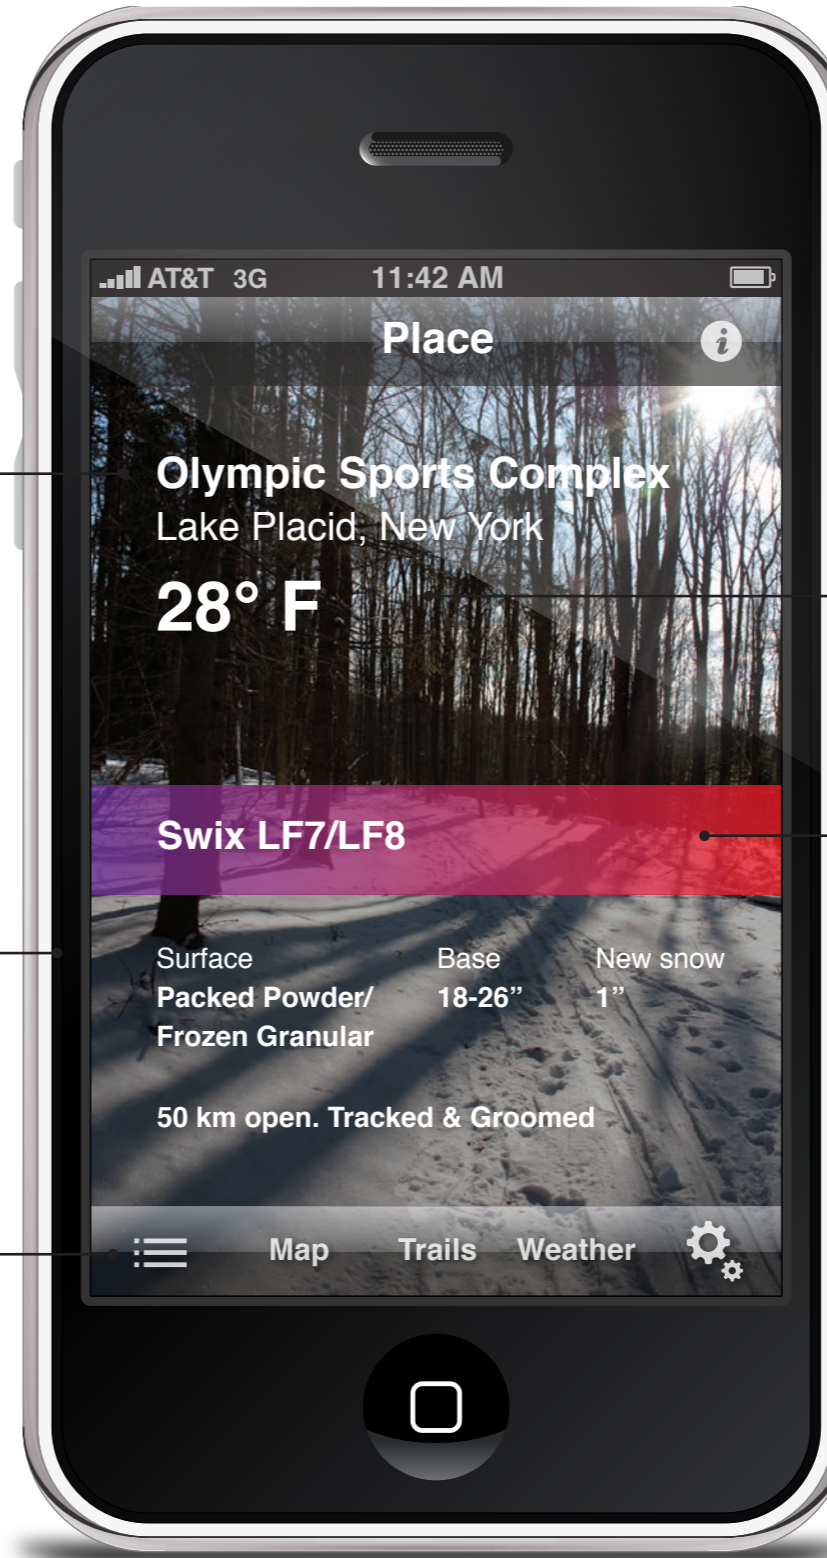 AT&T 3G 11:42 AM
Place
i
Olympic Sports Complex
Lake Placid, New York
28° F
Swix LF7/LF8
Surface Base New snow
Packed Powder/ 18-26” 1”
Frozen Granular
50 km open. Tracked & Groomed
Map Trails Weather